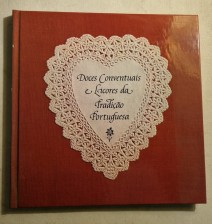 Doces Conventuais
e Licores da
Tradição
Portuguesa